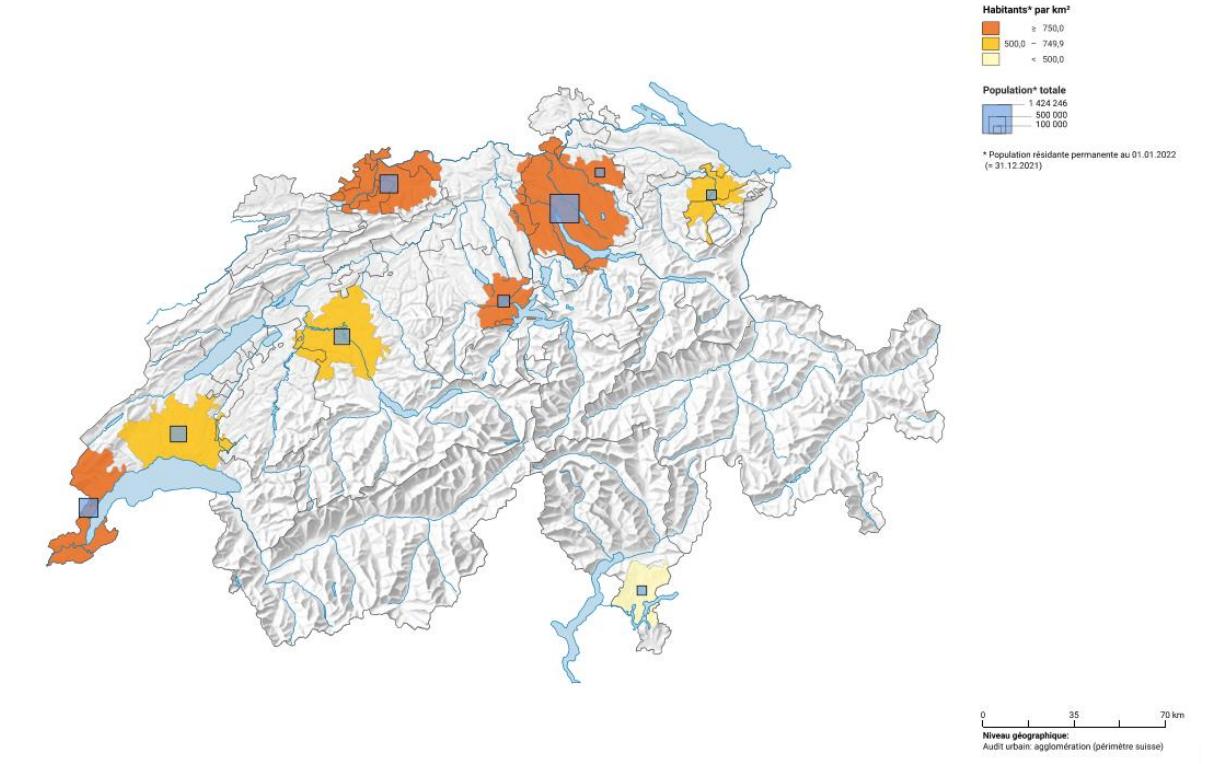 Habitants* par km²
≥ 750,0
500,0 – 749,9
< 500,0
Population* totale
1 424 246
500 000
100 000
* Population résidante permanente au 01.01.2022
(= 31.12.2021)
0 35 70 km
Niveau géographique:
Audit urbain: agglomération (périmètre suisse)